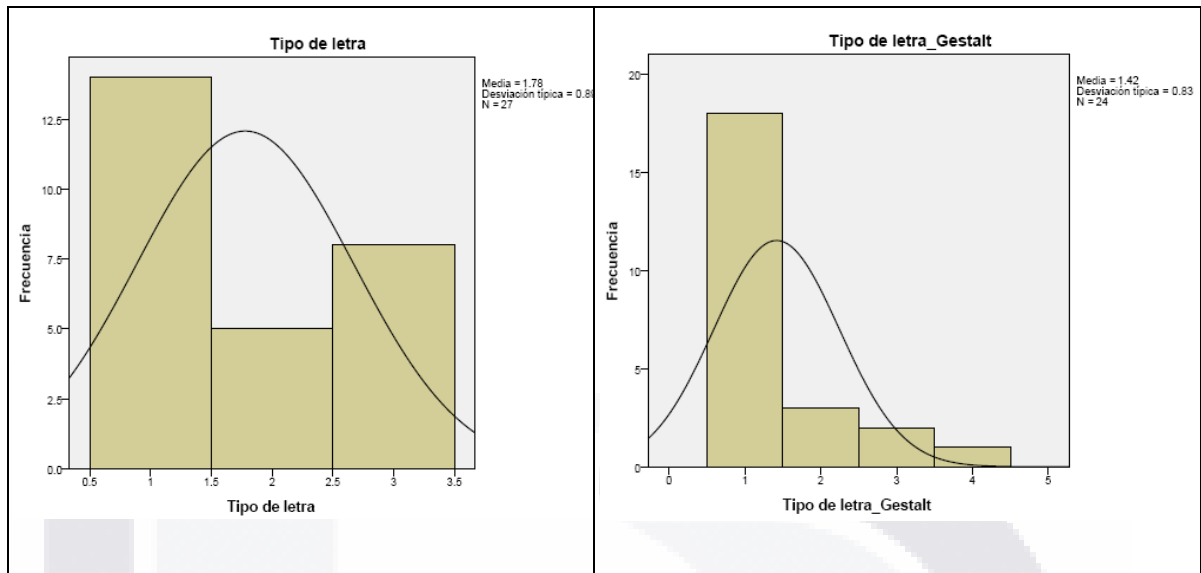 Tipo de letra
Media = 1.78
Desviación típica = 0.8
N = 27
Frecuencia
12.5
10.0
7.5
5.0
2.5
0.0
0.5
1
1.5
2
2.5
3
3.5
Tipo de letra
Tipo de letra_Gestalt
Media = 1.42
Desviación típica = 0.83
N = 24
Frecuencia
20
15
10
5
0
0
1
2
3
4
5
Tipo de letra_Gestalt